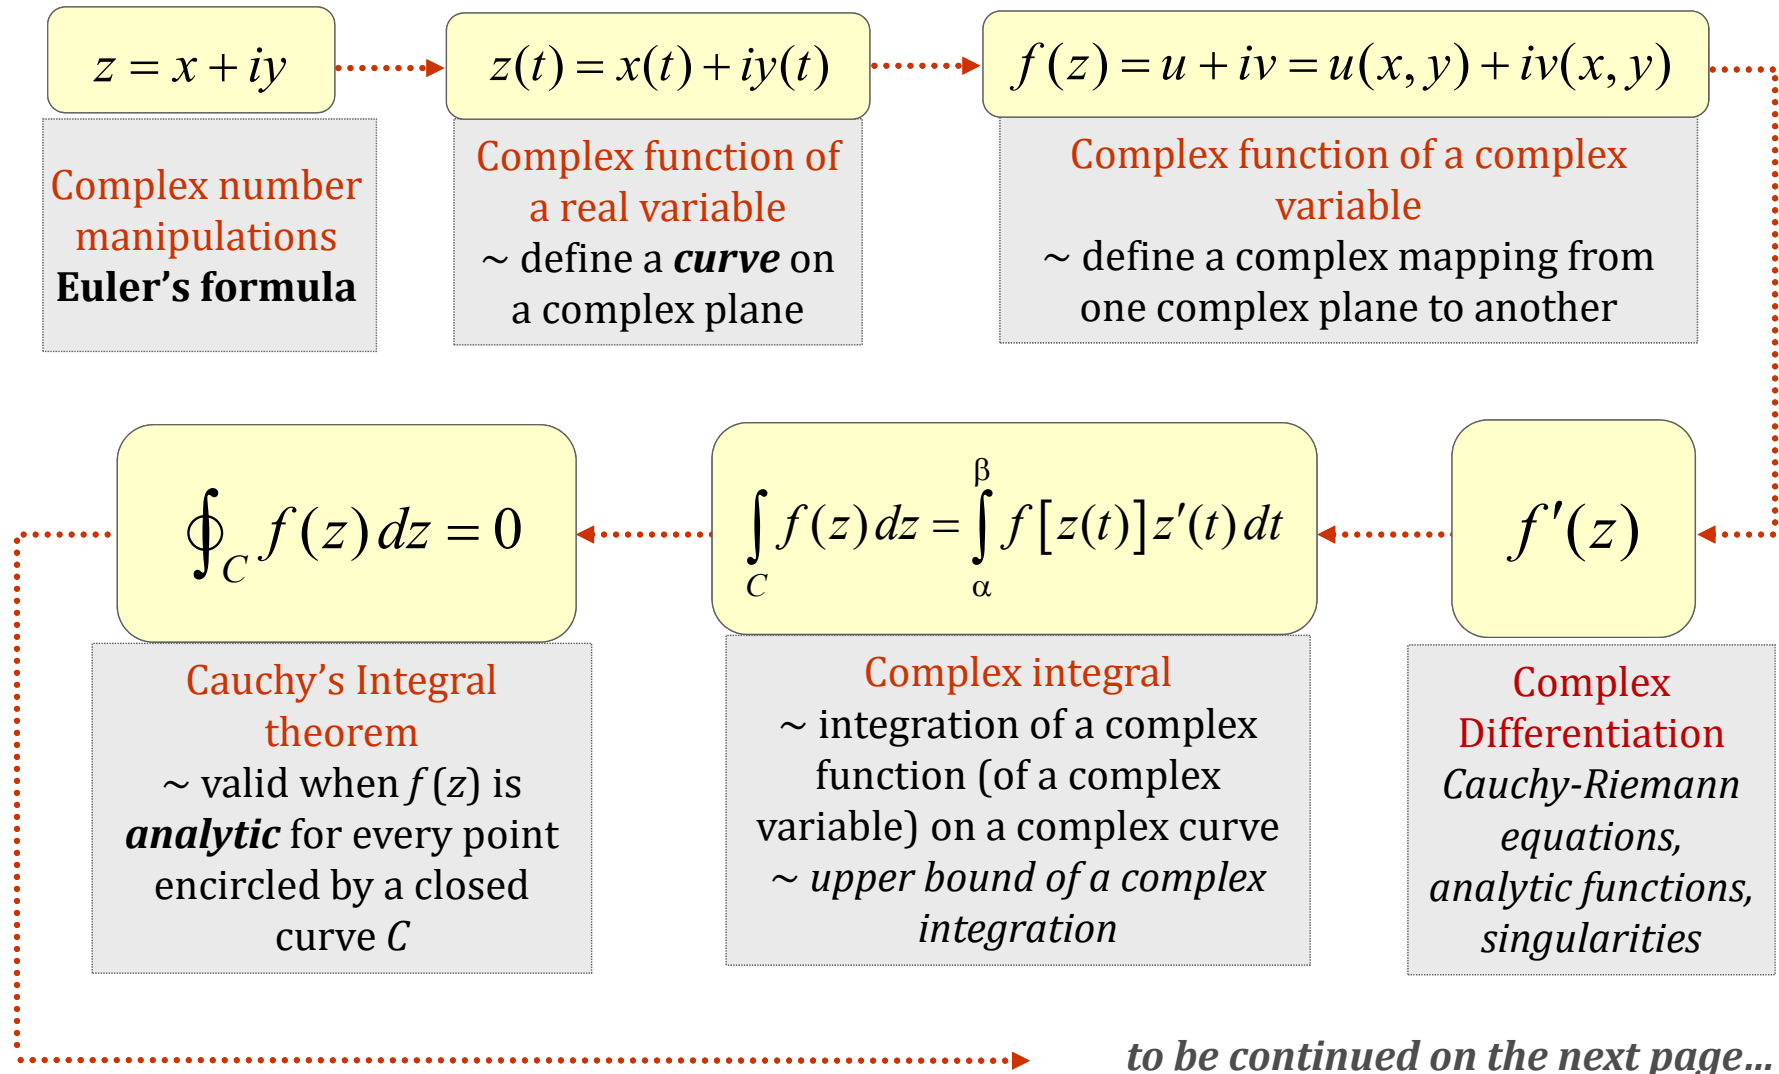 z = x + iy
Complex number
manipulations
Euler's formula
z(t) = x(t) + iy(t)
Complex function of
a real variable
~ define a curve on
a complex plane
f(z) = u + iv = u(x, y) + iv(x, y)
Complex function of a complex
variable
~ define a complex mapping from
one complex plane to another
f′(z)
Complex
Differentiation
Cauchy-Riemann
equations,
analytic functions,
singularities
∫_C f(z) dz = ∫_α^β f[z(t)] z′(t) dt
Complex integral
~ integration of a complex
function (of a complex
variable) on a complex curve
~ upper bound of a complex
integration
∮_C f(z) dz = 0
Cauchy's Integral
theorem
~ valid when f (z) is
analytic for every point
encircled by a closed
curve C
to be continued on the next page…